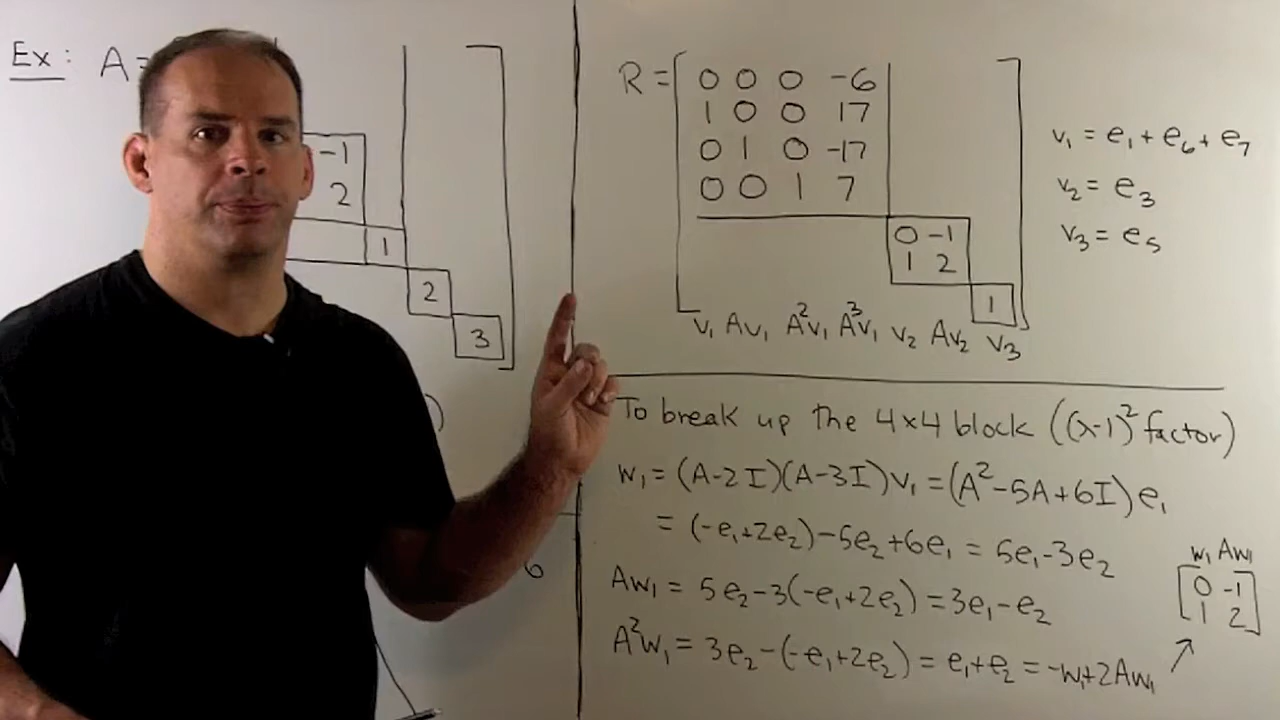 Ex: A=
-1
2
1
2
3
)
6
R = [ 0 0 0 -6
1 0 0 17
0 1 0 -17
0 0 1 7
0 -1
1 2
1 ]
v₁ Av₁ A²v₁ A³v₁ v₂ Av₂ v₃
v₁ = e₁ + e₆ + e₇
v₂ = e₃
v₃ = e₅
To break up the 4x4 block ((x-1)² factor)
w₁ = (A-2I)(A-3I)v₁ = (A²-5A+6I)e₁
= (-e₁+2e₂)-5e₂+6e₁ = 5e₁-3e₂
Aw₁ = 5e₂-3(-e₁+2e₂) = 3e₁-e₂
A²w₁ = 3e₂-(-e₁+2e₂) = e₁+e₂ = -w₁+2Aw₁
w₁ Aw₁
[ 0 -1
1 2 ]